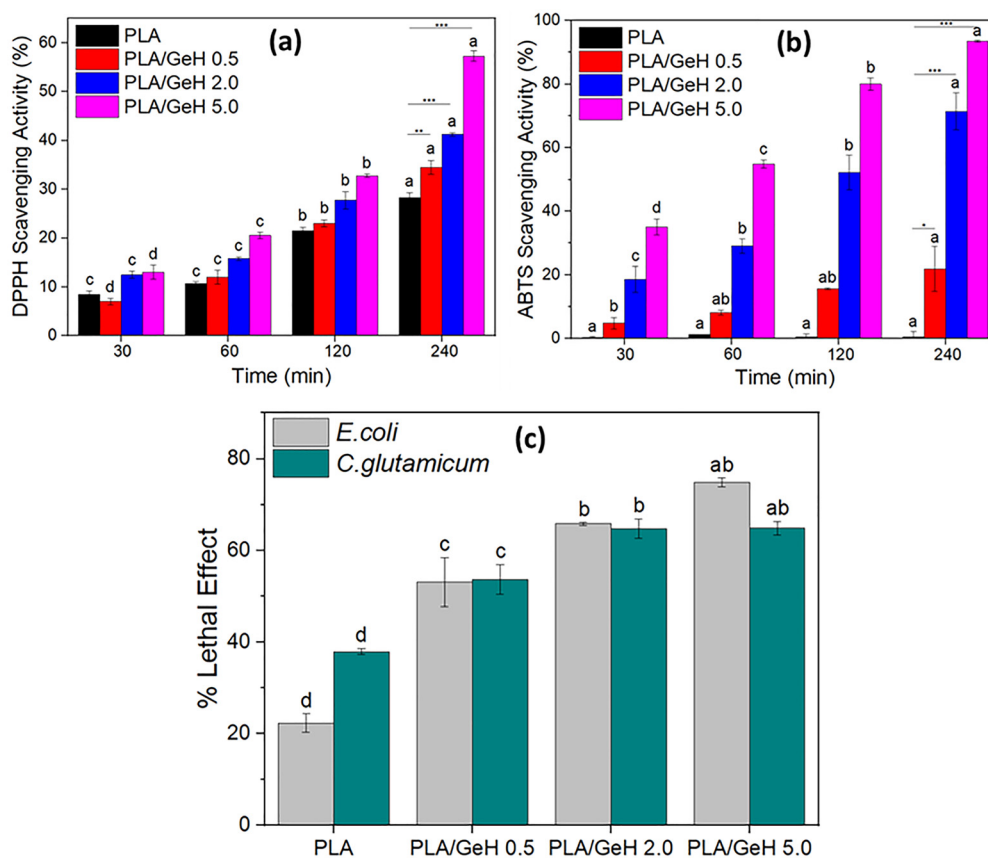 (a)
PLA
PLA/GeH 0.5
PLA/GeH 2.0
PLA/GeH 5.0
DPPH Scavenging Activity (%)
60
50
40
30
20
10
0
c d c d
c c c c
b b b b
a a a a
** *** ***
30 60 120 240
Time (min)
(b)
PLA
PLA/GeH 0.5
PLA/GeH 2.0
PLA/GeH 5.0
ABTS Scavenging Activity (%)
100
80
60
40
20
0
a b c d
a ab b c
a ab b b
a a a a
* *** ***
30 60 120 240
Time (min)
(c)
E.coli
C.glutamicum
% Lethal Effect
80
60
40
20
0
d d
c c
b b
ab ab
PLA PLA/GeH 0.5 PLA/GeH 2.0 PLA/GeH 5.0